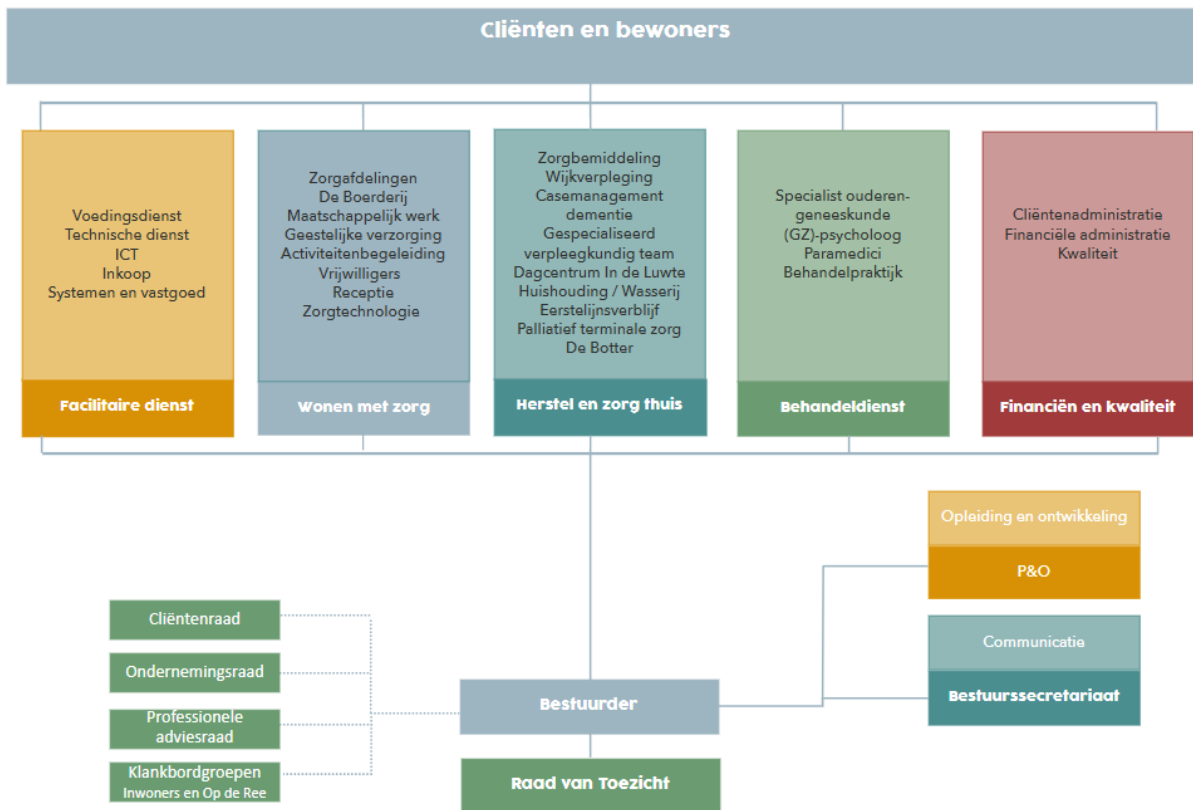 Cliënten en bewoners
Voedingsdienst
Technische dienst
ICT
Inkoop
Systemen en vastgoed
Facilitaire dienst
Zorgafdelingen
De Boerderij
Maatschappelijk werk
Geestelijke verzorging
Activiteitenbegeleiding
Vrijwilligers
Receptie
Zorgtechnologie
Wonen met zorg
Zorgbemiddeling
Wijkverpleging
Casemanagement
dementie
Gespecialiseerd
verpleegkundig team
Dagcentrum In de Luwte
Huishouding / Wasserij
Eerstelijnsverblijf
Palliatief terminale zorg
De Botter
Herstel en zorg thuis
Specialist ouderen-
geneeskunde
(GZ)-psycholoog
Paramedici
Behandelpraktijk
Behandeldienst
Cliëntenadministratie
Financiële administratie
Kwaliteit
Financiën en kwaliteit
Opleiding en ontwikkeling
P&O
Communicatie
Bestuurssecretariaat
Cliëntenraad
Ondernemingsraad
Professionele
adviesraad
Klankbordgroepen
Inwoners en Op de Ree
Bestuurder
Raad van Toezicht